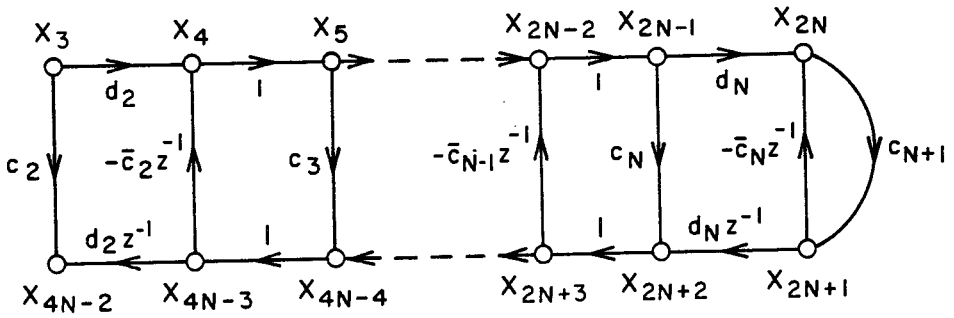 X₃ X₄ X₅ X₂N₋₂ X₂N₋₁ X₂N
d₂ 1 1 dN
c₂ -c̄₂z⁻¹ c₃ -c̄N-1z⁻¹ cN -c̄Nz⁻¹ cN+1
d₂z⁻¹ 1 1 dNz⁻¹
X₄N₋₂ X₄N₋₃ X₄N₋₄ X₂N₊₃ X₂N₊₂ X₂N₊₁